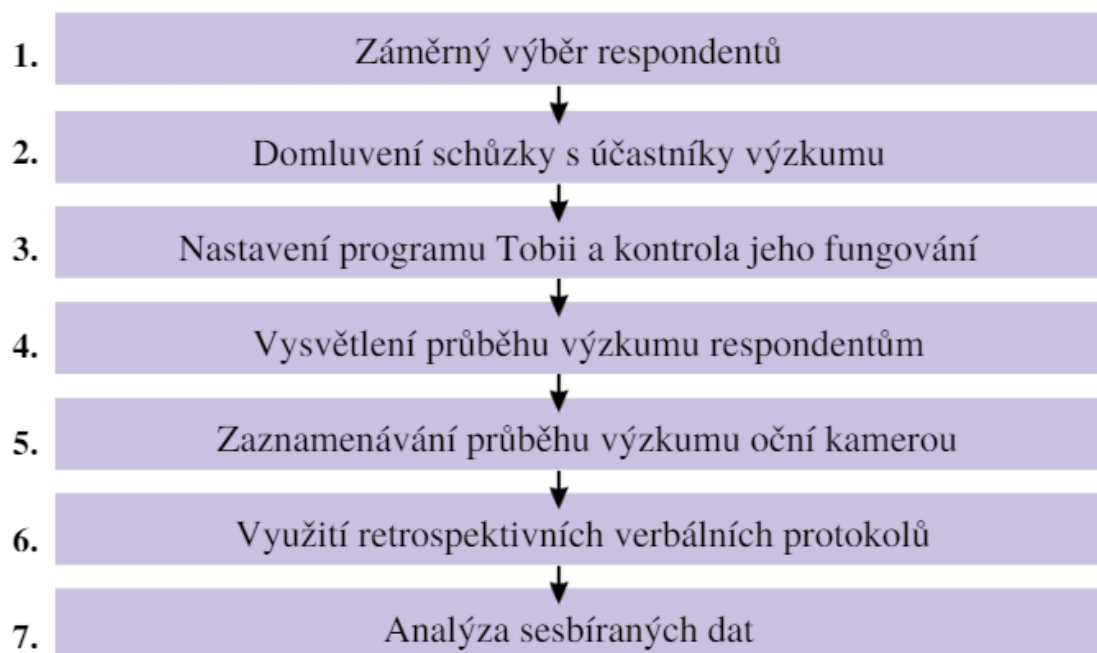 1. Záměrný výběr respondentů
2. Domluvení schůzky s účastníky výzkumu
3. Nastavení programu Tobii a kontrola jeho fungování
4. Vysvětlení průběhu výzkumu respondentům
5. Zaznamenávání průběhu výzkumu oční kamerou
6. Využití retrospektivních verbálních protokolů
7. Analýza sesbíraných dat